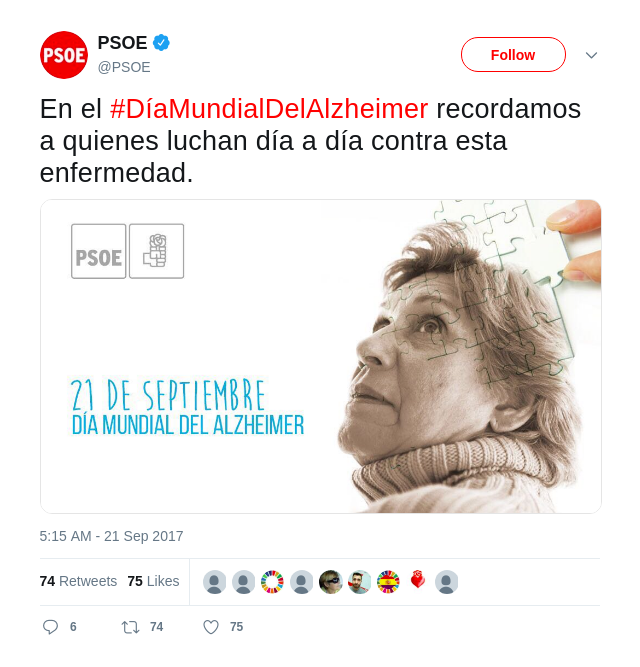 PSOE
PSOE
@PSOE
Follow
En el #DíaMundialDelAlzheimer recordamos
a quienes luchan día a día contra esta
enfermedad.
PSOE
21 DE SEPTIEMBRE
DÍA MUNDIAL DEL ALZHEIMER
5:15 AM - 21 Sep 2017
74 Retweets 75 Likes
6 74 75